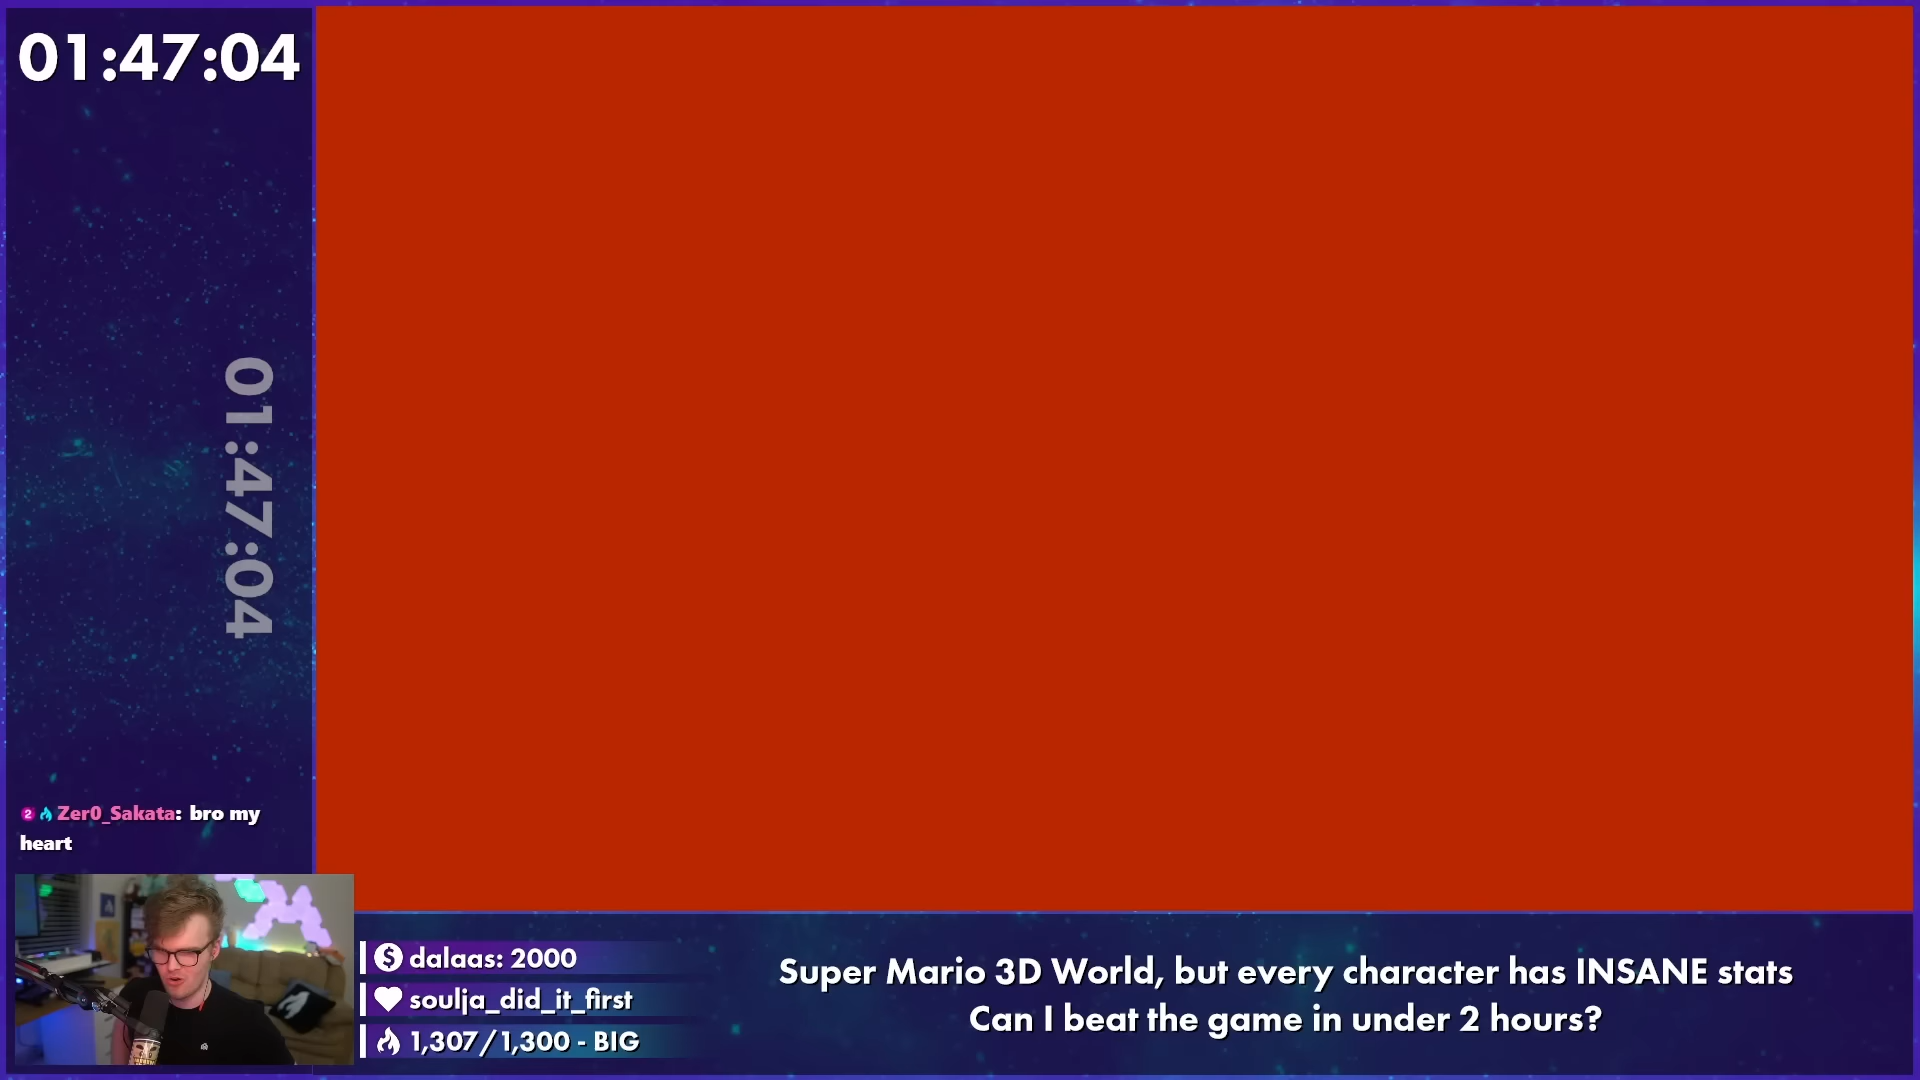 01:47:04
01:47:04
2 Zer0_Sakata: bro my
heart
$ dalaas: 2000
soulja_did_it_first
1,307/1,300 - BIG
Super Mario 3D World, but every character has INSANE stats
Can I beat the game in under 2 hours?